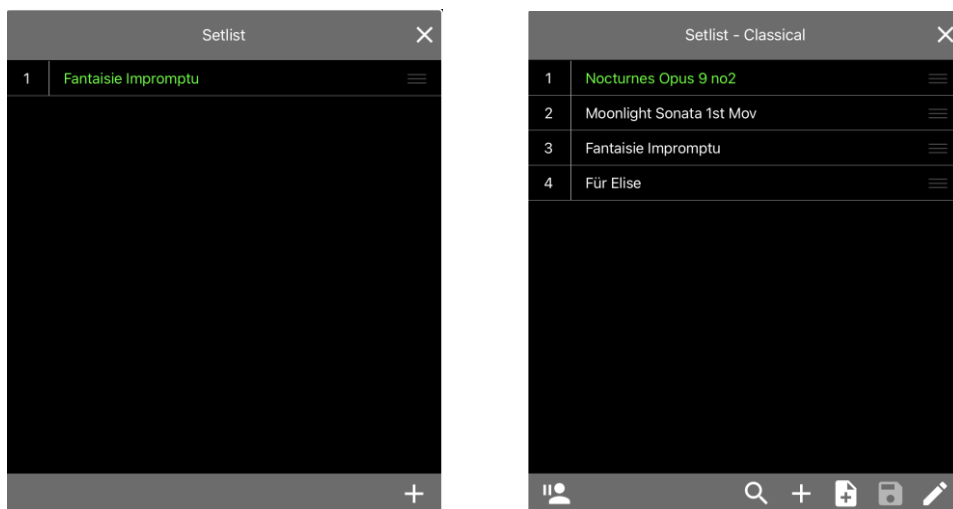 Setlist
1 Fantaisie Impromptu
Setlist - Classical
1 Nocturnes Opus 9 no2
2 Moonlight Sonata 1st Mov
3 Fantaisie Impromptu
4 Für Elise